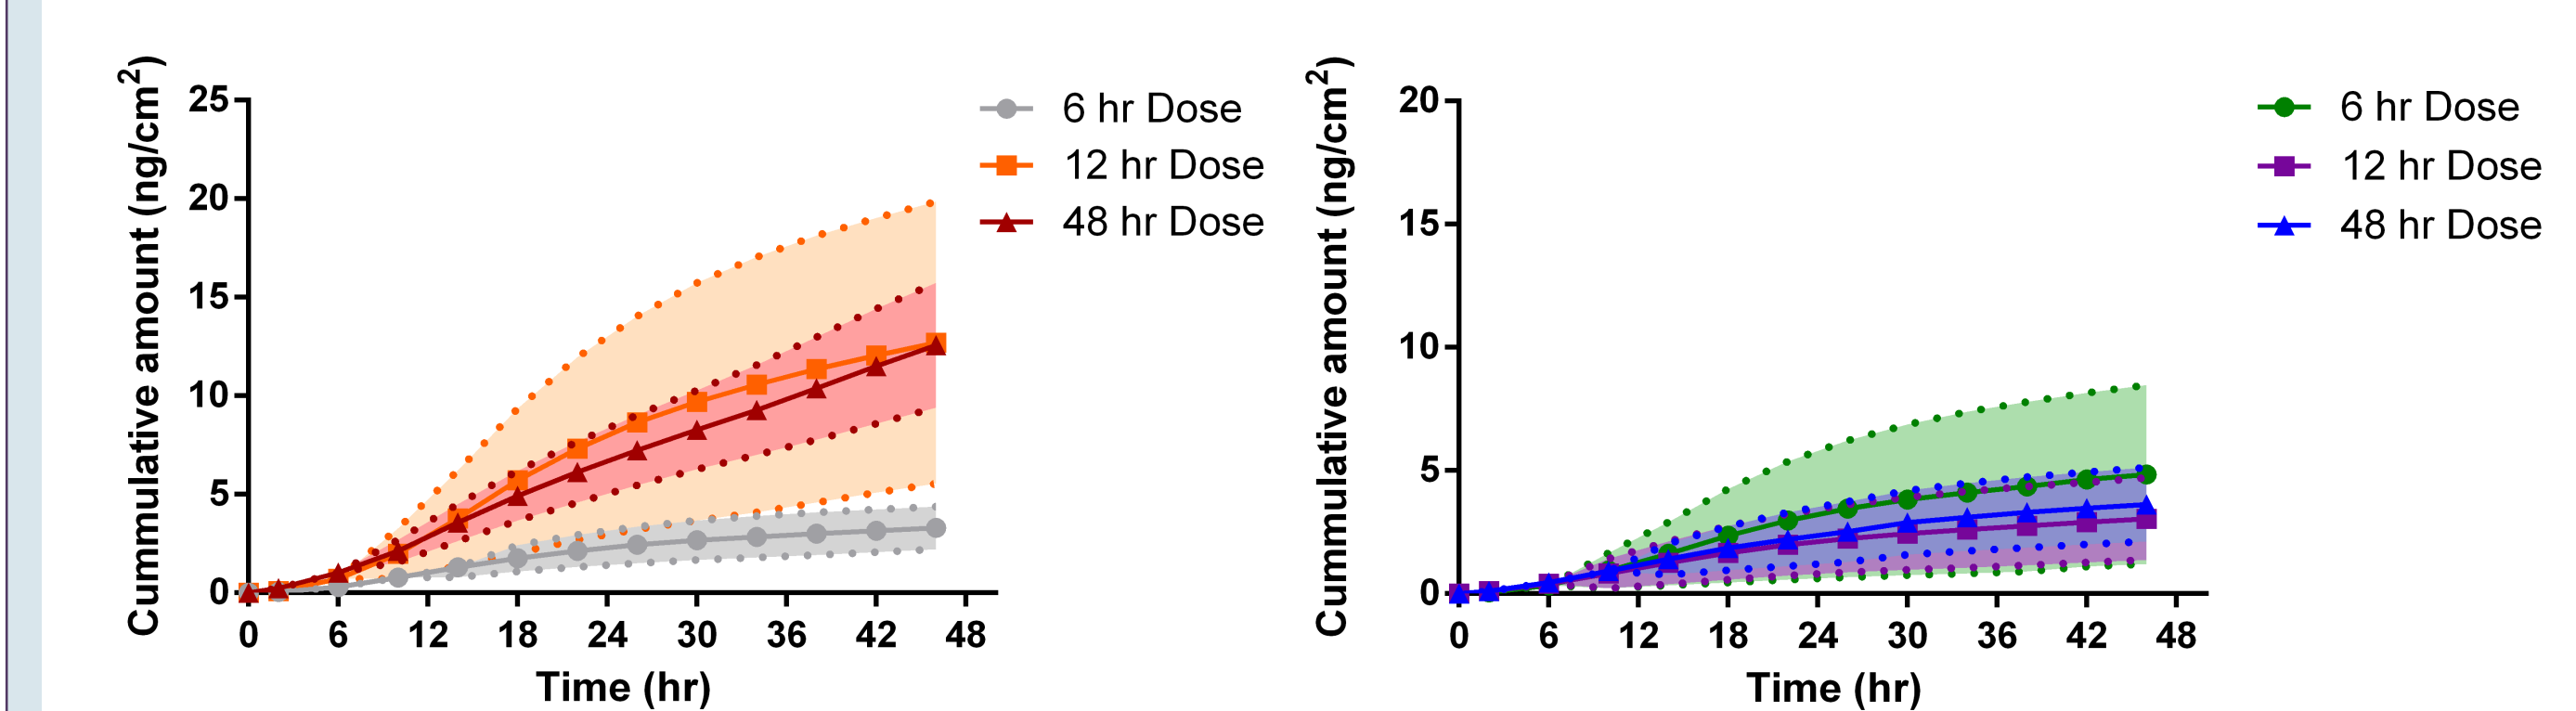 Cummulative amount (ng/cm²)
25
20
15
10
5
0
0 6 12 18 24 30 36 42 48
Time (hr)
6 hr Dose
12 hr Dose
48 hr Dose
Cummulative amount (ng/cm²)
20
15
10
5
0
0 6 12 18 24 30 36 42 48
Time (hr)
6 hr Dose
12 hr Dose
48 hr Dose